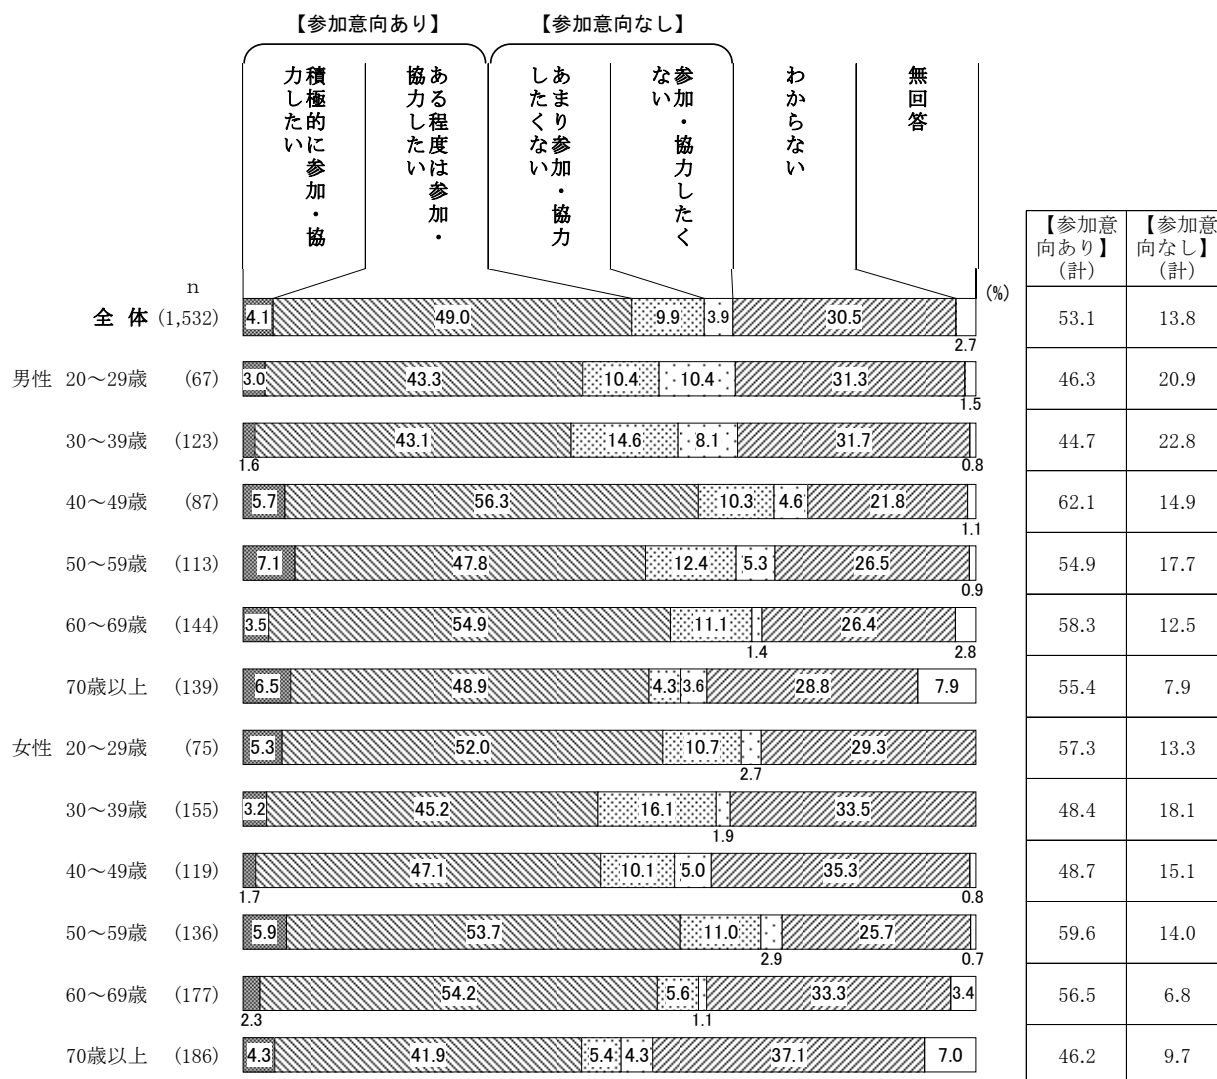 【参加意向あり】 【参加意向なし】
積極的に参加・協
力したい
ある程度は参加・
協力したい
あまり参加・協力
したくない
参加・協力したく
ない
わからない
無回答
【参加意
向あり】
(計)
【参加意
向なし】
(計)
n
(%)
全 体 (1,532) 4.1 49.0 9.9 3.9 30.5 2.7 53.1 13.8
男性 20～29歳 (67) 3.0 43.3 10.4 10.4 31.3 1.5 46.3 20.9
30～39歳 (123) 1.6 43.1 14.6 8.1 31.7 0.8 44.7 22.8
40～49歳 (87) 5.7 56.3 10.3 4.6 21.8 1.1 62.1 14.9
50～59歳 (113) 7.1 47.8 12.4 5.3 26.5 0.9 54.9 17.7
60～69歳 (144) 3.5 54.9 11.1 1.4 26.4 2.8 58.3 12.5
70歳以上 (139) 6.5 48.9 4.3 3.6 28.8 7.9 55.4 7.9
女性 20～29歳 (75) 5.3 52.0 10.7 2.7 29.3 57.3 13.3
30～39歳 (155) 3.2 45.2 16.1 1.9 33.5 48.4 18.1
40～49歳 (119) 1.7 47.1 10.1 5.0 35.3 0.8 48.7 15.1
50～59歳 (136) 5.9 53.7 11.0 2.9 25.7 0.7 59.6 14.0
60～69歳 (177) 2.3 54.2 5.6 1.1 33.3 3.4 56.5 6.8
70歳以上 (186) 4.3 41.9 5.4 4.3 37.1 7.0 46.2 9.7